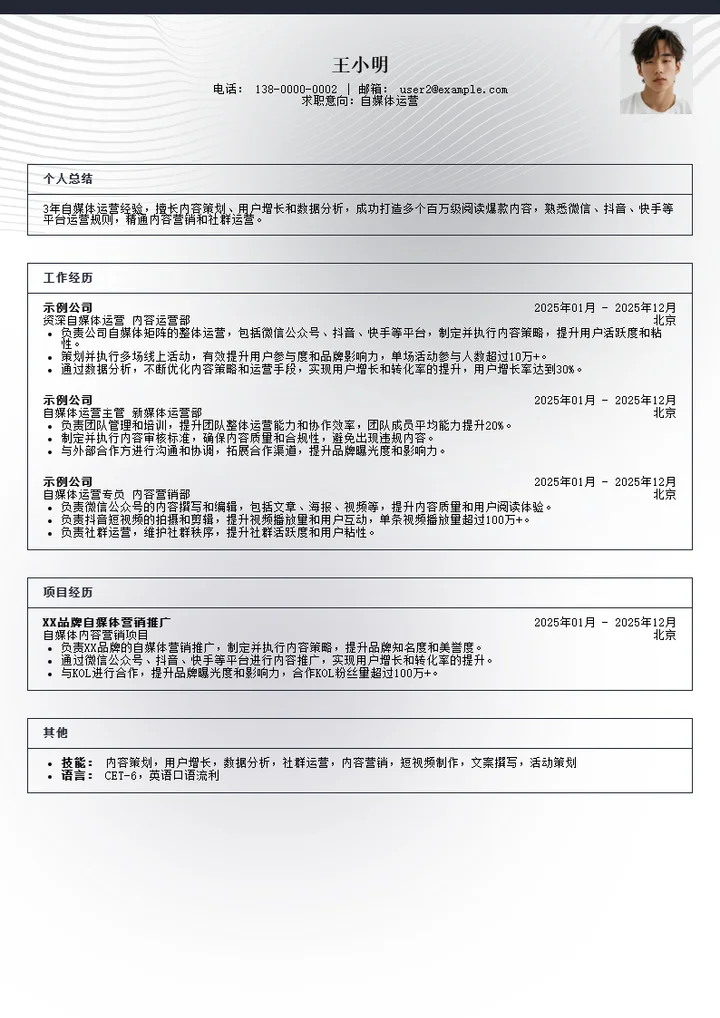 王小明
电话： 138-0000-0002 | 邮箱： user2@example.com
求职意向：自媒体运营
个人总结
3年自媒体运营经验，擅长内容策划、用户增长和数据分析，成功打造多个百万级阅读爆款内容，熟悉微信、抖音、快手等
平台运营规则，精通内容营销和社群运营。
工作经历
示例公司 2025年01月 - 2025年12月
资深自媒体运营 内容运营部 北京
• 负责公司自媒体矩阵的整体运营，包括微信公众号、抖音、快手等平台，制定并执行内容策略，提升用户活跃度和粘
性。
• 策划并执行多场线上活动，有效提升用户参与度和品牌影响力，单场活动参与人数超过10万+。
• 通过数据分析，不断优化内容策略和运营手段，实现用户增长和转化率的提升，用户增长率达到30%。
示例公司 2025年01月 - 2025年12月
自媒体运营主管 新媒体运营部 北京
• 负责团队管理和培训，提升团队整体运营能力和协作效率，团队成员平均能力提升20%。
• 制定并执行内容审核标准，确保内容质量和合规性，避免出现违规内容。
• 与外部合作方进行沟通和协调，拓展合作渠道，提升品牌曝光度和影响力。
示例公司 2025年01月 - 2025年12月
自媒体运营专员 内容营销部 北京
• 负责微信公众号的内容撰写和编辑，包括文章、海报、视频等，提升内容质量和用户阅读体验。
• 负责抖音短视频的拍摄和剪辑，提升视频播放量和用户互动，单条视频播放量超过100万+。
• 负责社群运营，维护社群秩序，提升社群活跃度和用户粘性。
项目经历
XX品牌自媒体营销推广 2025年01月 - 2025年12月
自媒体内容营销项目 北京
• 负责XX品牌的自媒体营销推广，制定并执行内容策略，提升品牌知名度和美誉度。
• 通过微信公众号、抖音、快手等平台进行内容推广，实现用户增长和转化率的提升。
• 与KOL进行合作，提升品牌曝光度和影响力，合作KOL粉丝量超过100万+。
其他
• 技能： 内容策划，用户增长，数据分析，社群运营，内容营销，短视频制作，文案撰写，活动策划
• 语言： CET-6，英语口语流利